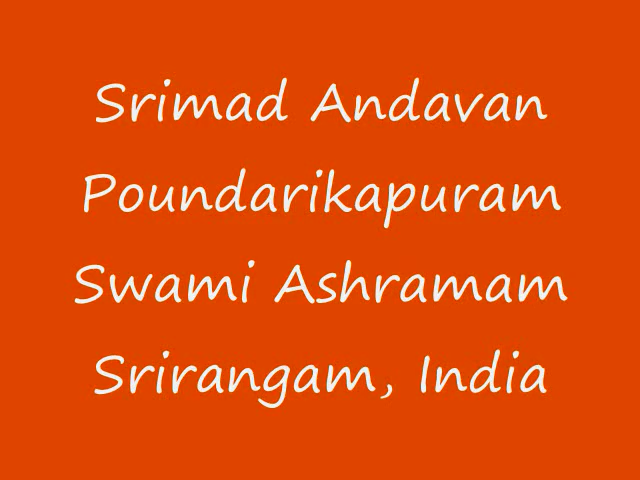 Srimad Andavan
Poundarikapuram
Swami Ashramam
Srirangam, India